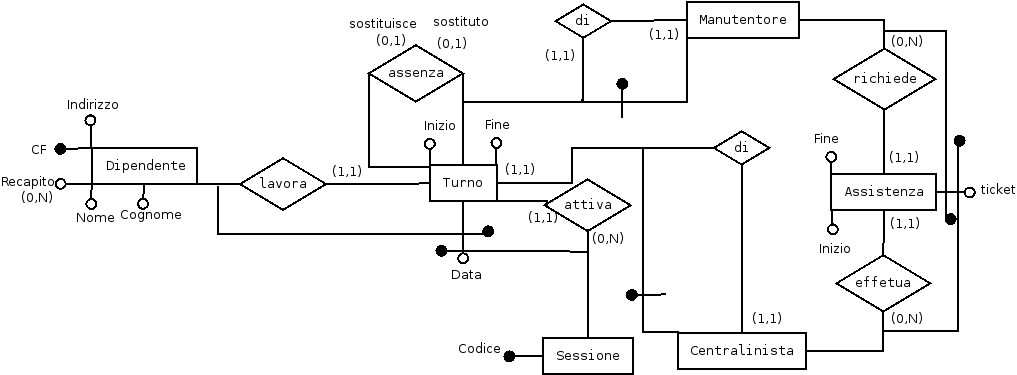 sostituisce sostituto
di
Manutentore
(0,1) (0,1)
(1,1)
(1,1)
(0,N)
assenza
richiede
Indirizzo
Inizio Fine
CF
Dipendente
(1,1) (1,1)
lavora
Turno
di
Fine
(1,1)
Recapito
(0,N)
Nome Cognome
attiva
(1,1)
(0,N)
Assistenza
ticket
(1,1)
Inizio
Data
effetua
(1,1)
(0,N)
Codice
Sessione
Centralinista